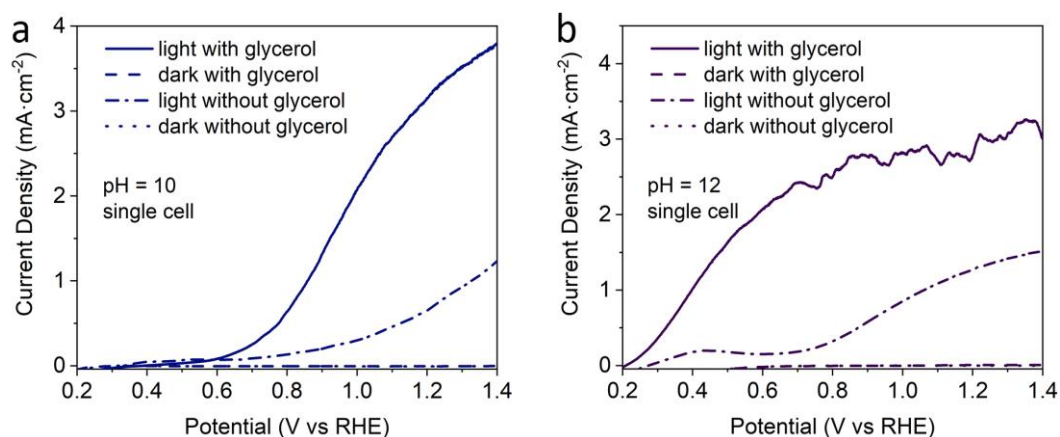 a
Current Density (mA·cm⁻²)
4
3
2
1
0
light with glycerol
dark with glycerol
light without glycerol
dark without glycerol
pH = 10
single cell
0.2 0.4 0.6 0.8 1.0 1.2 1.4
Potential (V vs RHE)
b
Current Density (mA·cm⁻²)
4
3
2
1
0
light with glycerol
dark with glycerol
light without glycerol
dark without glycerol
pH = 12
single cell
0.2 0.4 0.6 0.8 1.0 1.2 1.4
Potential (V vs RHE)